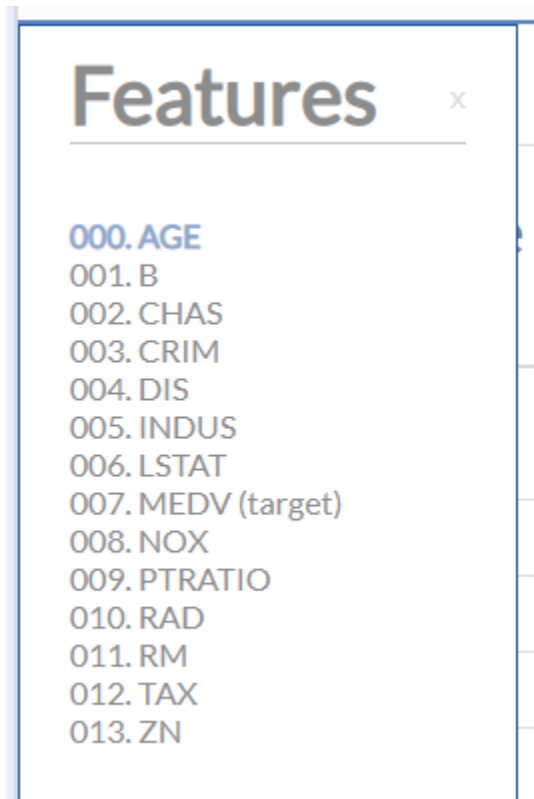 Features x
000. AGE
001. B
002. CHAS
003. CRIM
004. DIS
005. INDUS
006. LSTAT
007. MEDV (target)
008. NOX
009. PTRATIO
010. RAD
011. RM
012. TAX
013. ZN